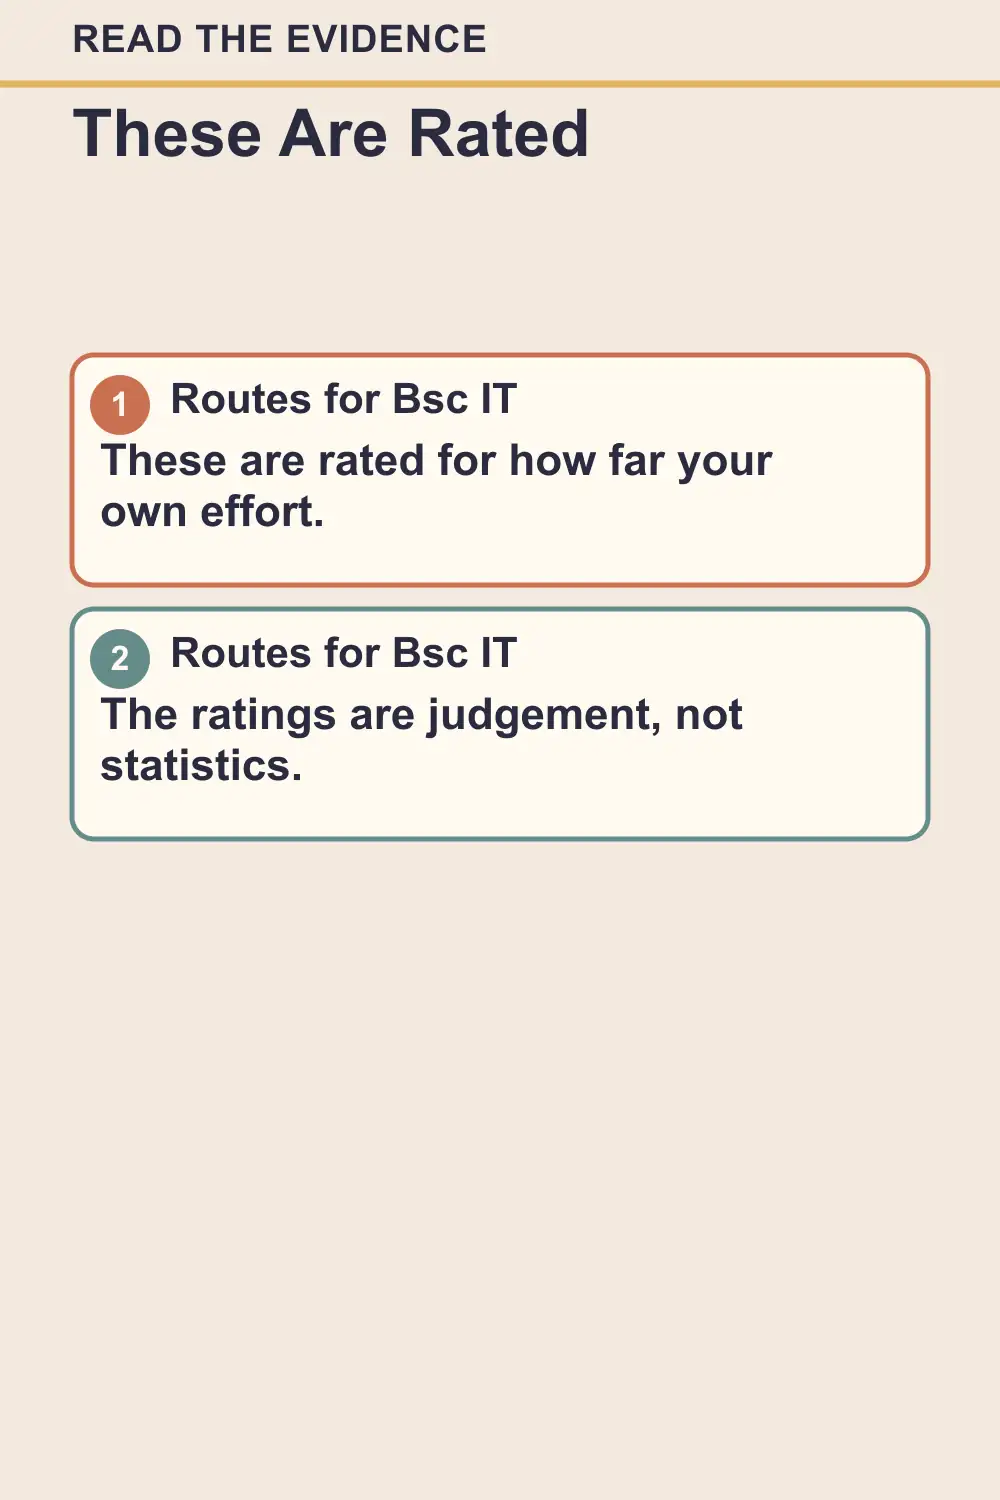 READ THE EVIDENCE
These Are Rated
1 Routes for Bsc IT
These are rated for how far your
own effort.
2 Routes for Bsc IT
The ratings are judgement, not
statistics.